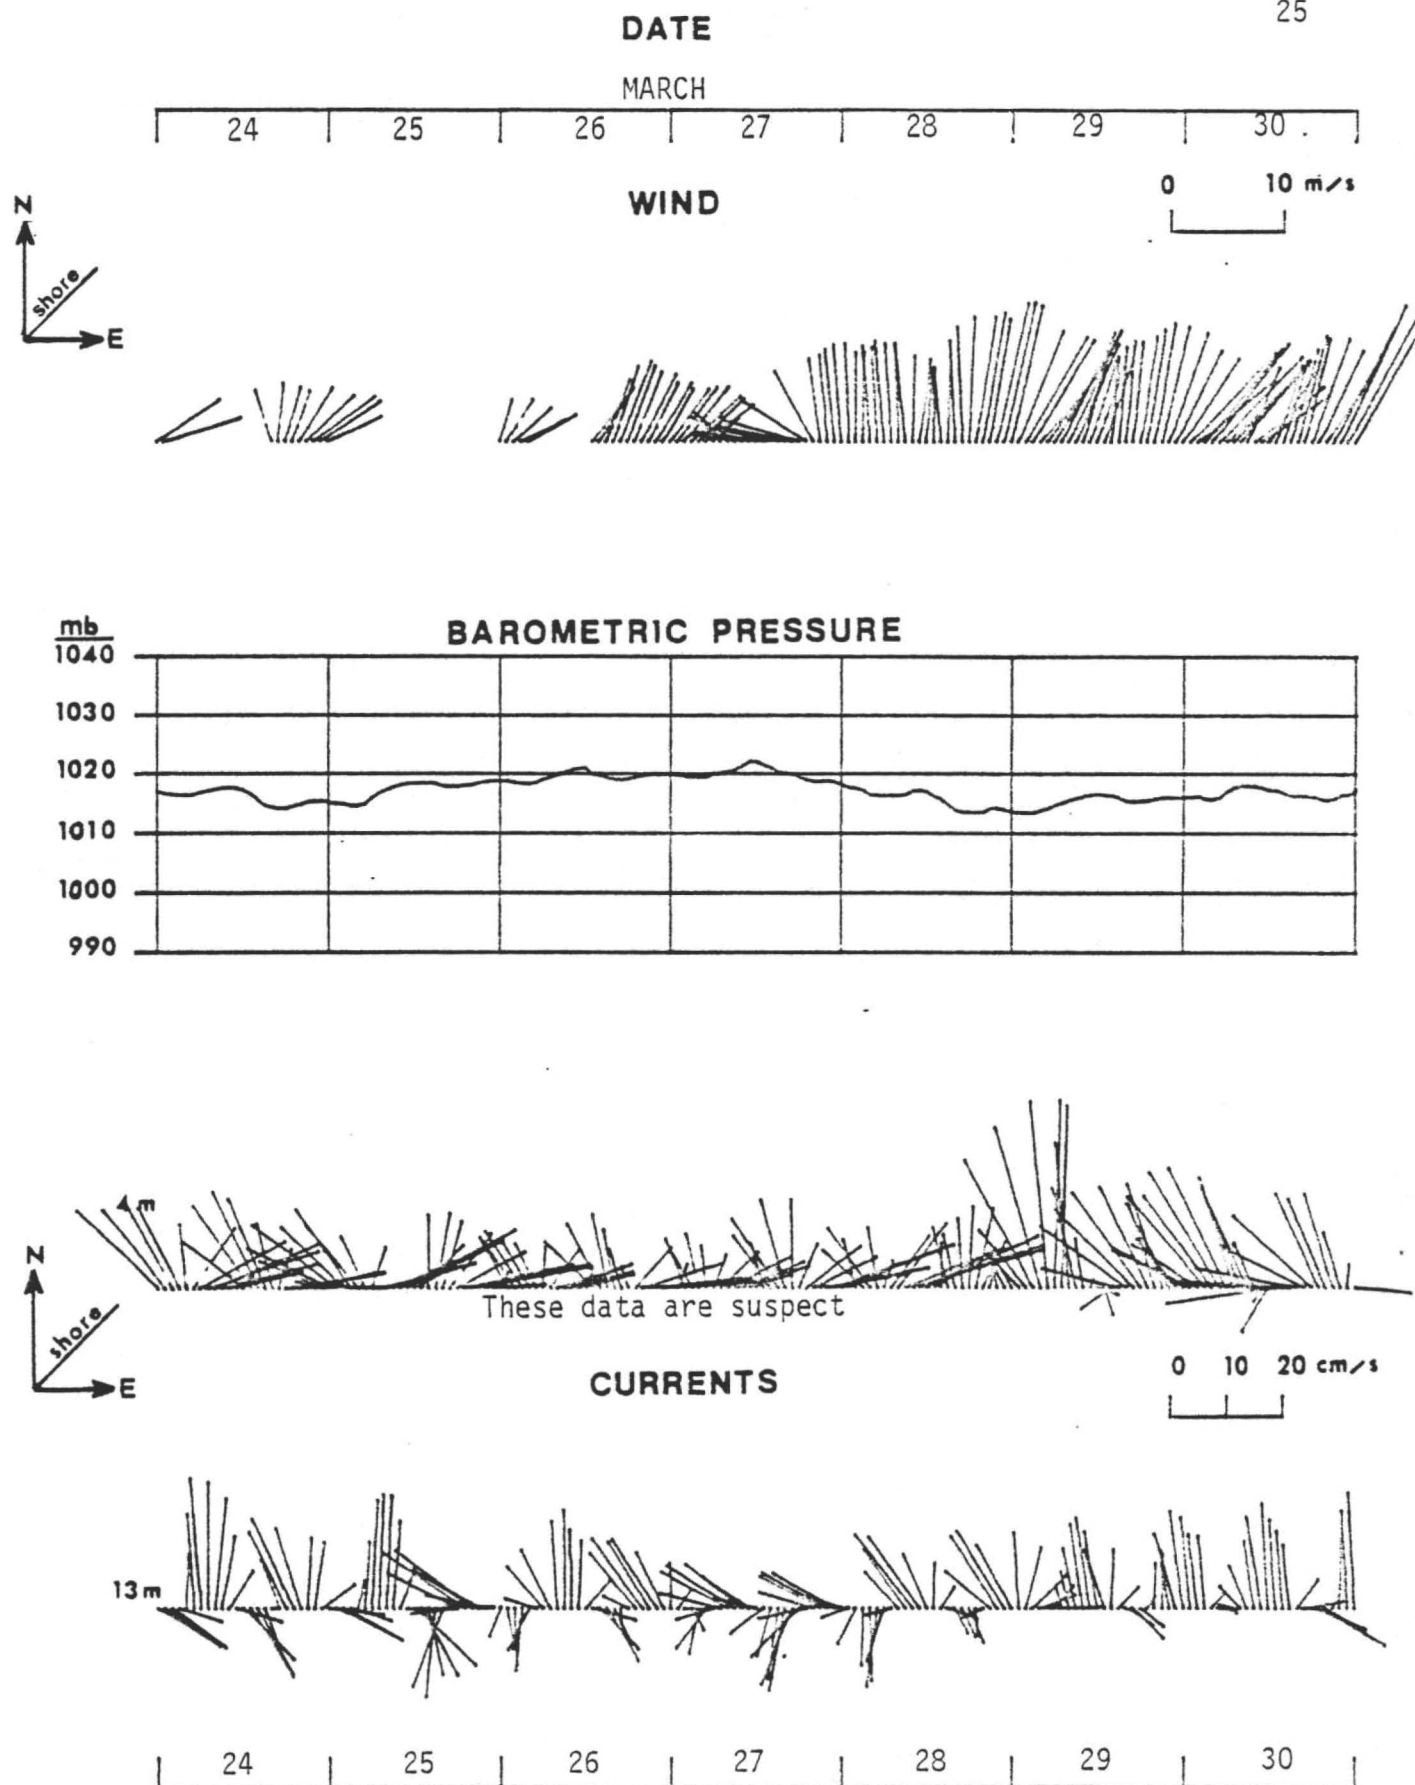 25
DATE
MARCH
24 25 26 27 28 29 30
WIND
0 10 m/s
N
shore
E
mb
BAROMETRIC PRESSURE
1040
1030
1020
1010
1000
990
4 m
These data are suspect
N
shore
E
CURRENTS
0 10 20 cm/s
13 m
24 25 26 27 28 29 30